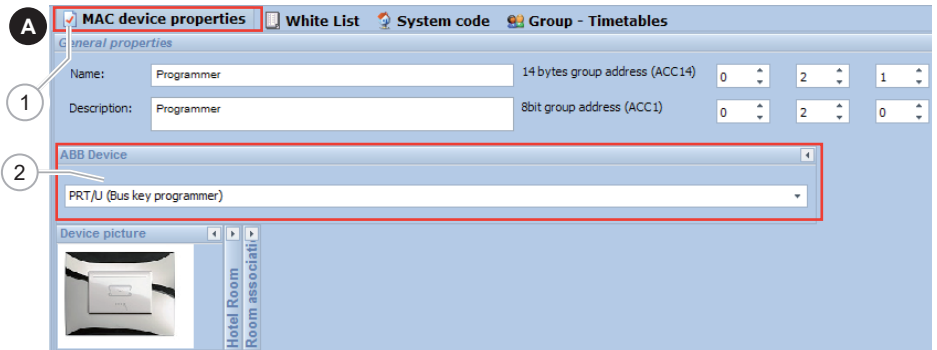 A
MAC device properties White List System code Group - Timetables
General properties
1
Name: Programmer 14 bytes group address (ACC14) 0 2 1
Description: Programmer 8bit group address (ACC1) 0 2 0
ABB Device
2
PRT/U (Bus key programmer)
Device picture
Hotel Room
Room associati